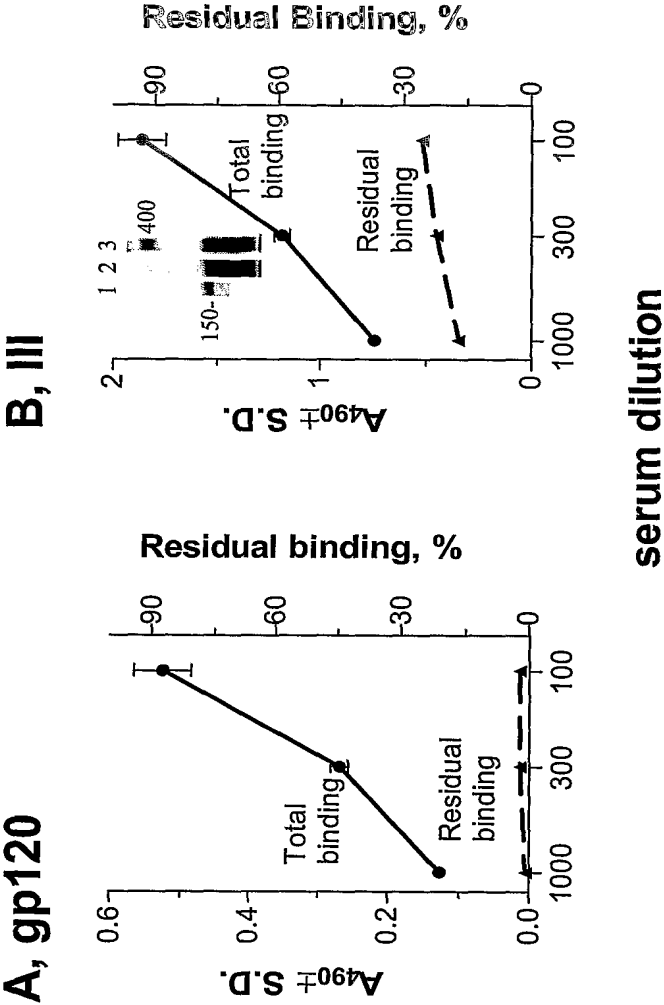 A, gp120
A₄₉₀± S.D.
0.6
0.4
0.2
0.0
1000
300
100
Total
binding
Residual
binding
90
60
30
0
Residual binding, %
B, III
A₄₉₀± S.D.
2
1
0
1000
300
100
1 2 3
400
150-
Total
binding
Residual
binding
90
60
30
0
Residual Binding, %
serum dilution